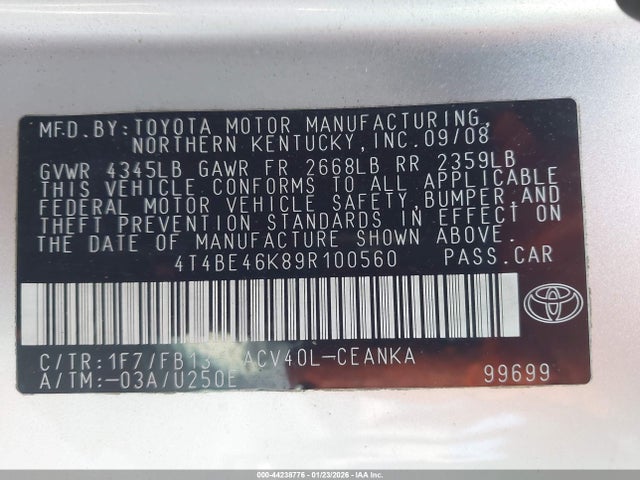 MFD.BY:TOYOTA MOTOR MANUFACTURING,
NORTHERN KENTUCKY,INC.09/08
GVWR 4345LB GAWR FR 2668LB RR 2359LB
THIS VEHICLE CONFORMS TO ALL APPLICABLE
FEDERAL MOTOR VEHICLE SAFETY,BUMPER,AND
THEFT PREVENTION STANDARDS IN EFFECT ON
THE DATE OF MANUFACTURE SHOWN ABOVE.
4T4BE46K89R100560 PASS.CAR
C/TR:1F7/FB13 ACV40L-CEANKA
A/TM:-03A/U250E 99699
000-44238776 - 01/23/2026 - IAA Inc.